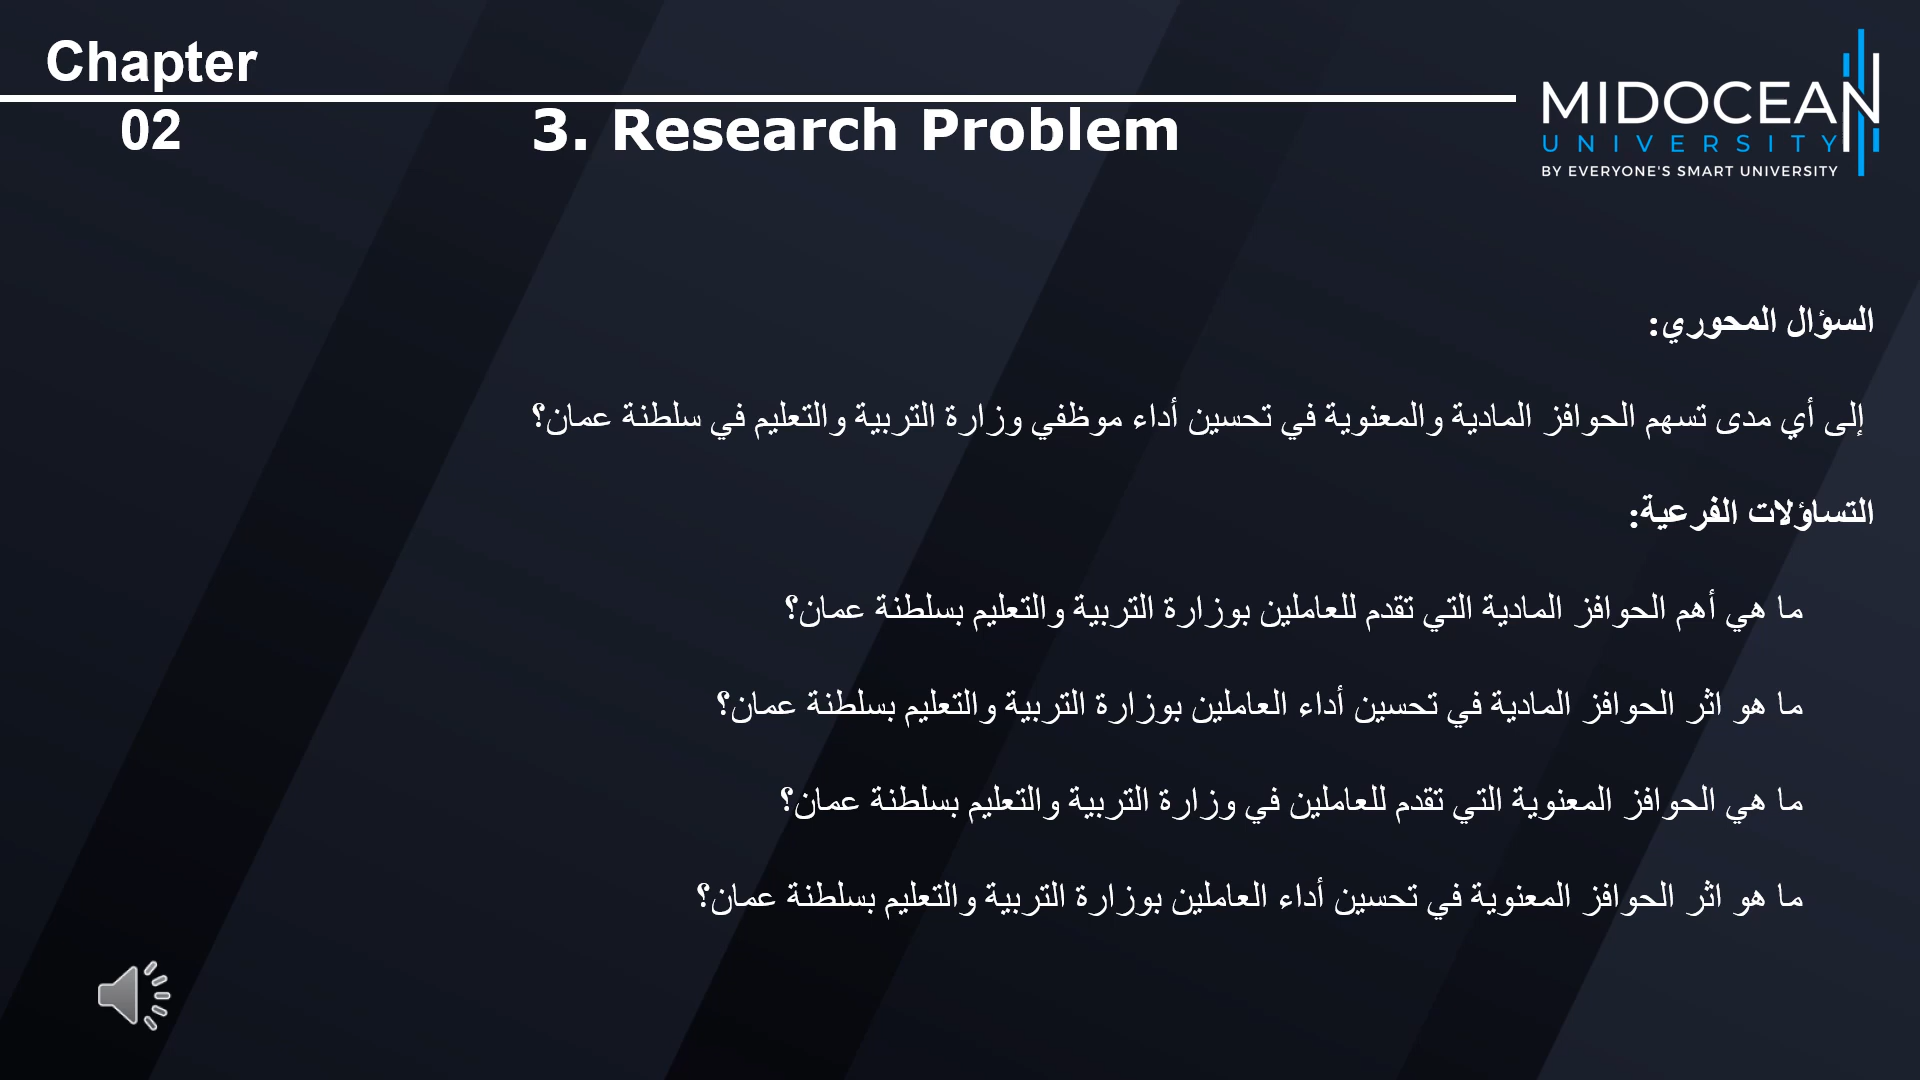 Chapter
02
3. Research Problem
MIDOCEAN
UNIVERSITY
BY EVERYONE'S SMART UNIVERSITY
السؤال المحوري:
إلى أي مدى تسهم الحوافز المادية والمعنوية في تحسين أداء موظفي وزارة التربية والتعليم في سلطنة عمان؟
التساؤلات الفرعية:
ما هي أهم الحوافز المادية التي تقدم للعاملين بوزارة التربية والتعليم بسلطنة عمان؟
ما هو اثر الحوافز المادية في تحسين أداء العاملين بوزارة التربية والتعليم بسلطنة عمان؟
ما هي الحوافز المعنوية التي تقدم للعاملين في وزارة التربية والتعليم بسلطنة عمان؟
ما هو اثر الحوافز المعنوية في تحسين أداء العاملين بوزارة التربية والتعليم بسلطنة عمان؟